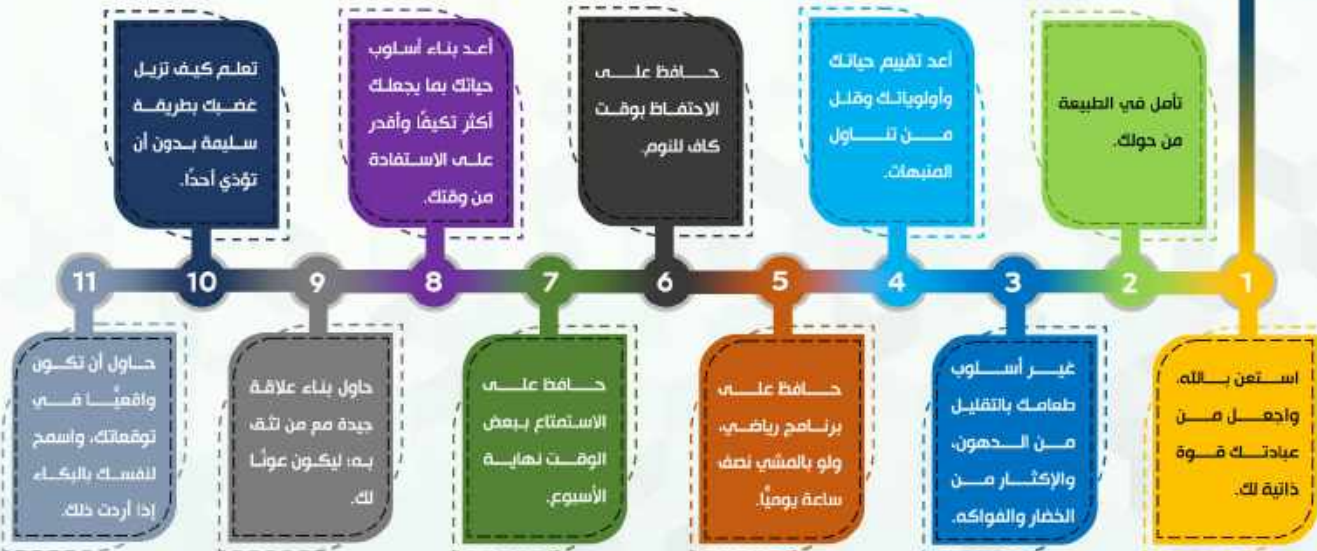 1
استعن بالله،
واجعل من
عبادتك قوة
ذاتية لك.
2
تأمل في الطبيعة
من حولك.
3
غير أسلوب
طعامك بالتقليل
من الدهون،
والإكثار من
الخضار والفواكه.
4
أعد تقييم حياتك
وأولوياتك وقلل
من تناول
المنبهات.
5
حافظ على
برنامج رياضي،
ولو بالمشي نصف
ساعة يوميًّا.
6
حافظ على
الاحتفاظ بوقت
كاف للنوم.
7
حافظ على
الاستمتاع ببعض
الوقت نهاية
الأسبوع.
8
أعد بناء أسلوب
حياتك بما يجعلك
أكثر تكيفًا وأقدر
على الاستفادة
من وقتك.
9
حاول بناء علاقة
جيدة مع من تثق
به؛ ليكون عونًا
لك.
10
تعلم كيف تزيل
غضبك بطريقة
سليمة بدون أن
تؤذي أحدًا.
11
حاول أن تكون
واقعيًّا في
توقعاتك، واسمح
لنفسك بالبكاء
إذا أردت ذلك.